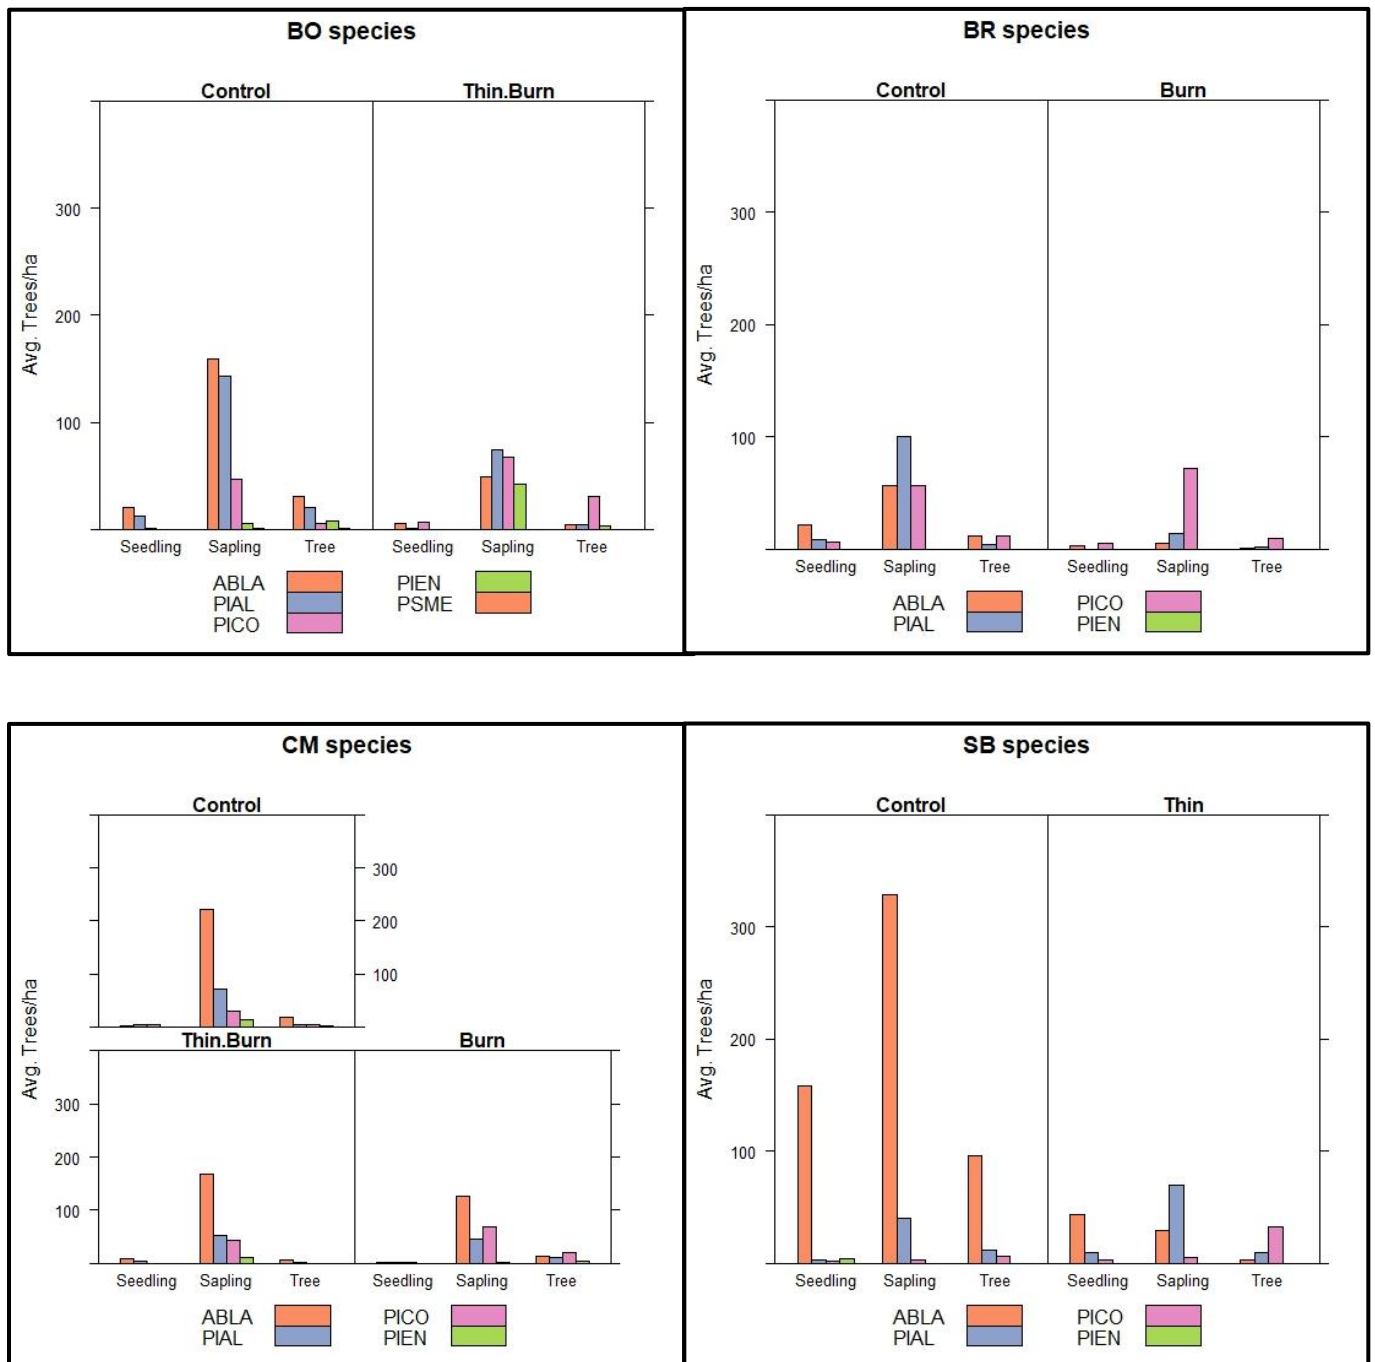 BO species
Control Thin.Burn
300
200
100
Avg. Trees/ha
Seedling Sapling Tree Seedling Sapling Tree
ABLA PIEN
PIAL PSME
PICO
BR species
Control Burn
300
200
100
Avg. Trees/ha
Seedling Sapling Tree Seedling Sapling Tree
ABLA PICO
PIAL PIEN
CM species
Control
300
200
100
Avg. Trees/ha
Thin.Burn Burn
300
200
100
Seedling Sapling Tree Seedling Sapling Tree
ABLA PICO
PIAL PIEN
SB species
Control Thin
300
200
100
Avg. Trees/ha
Seedling Sapling Tree Seedling Sapling Tree
ABLA PICO
PIAL PIEN